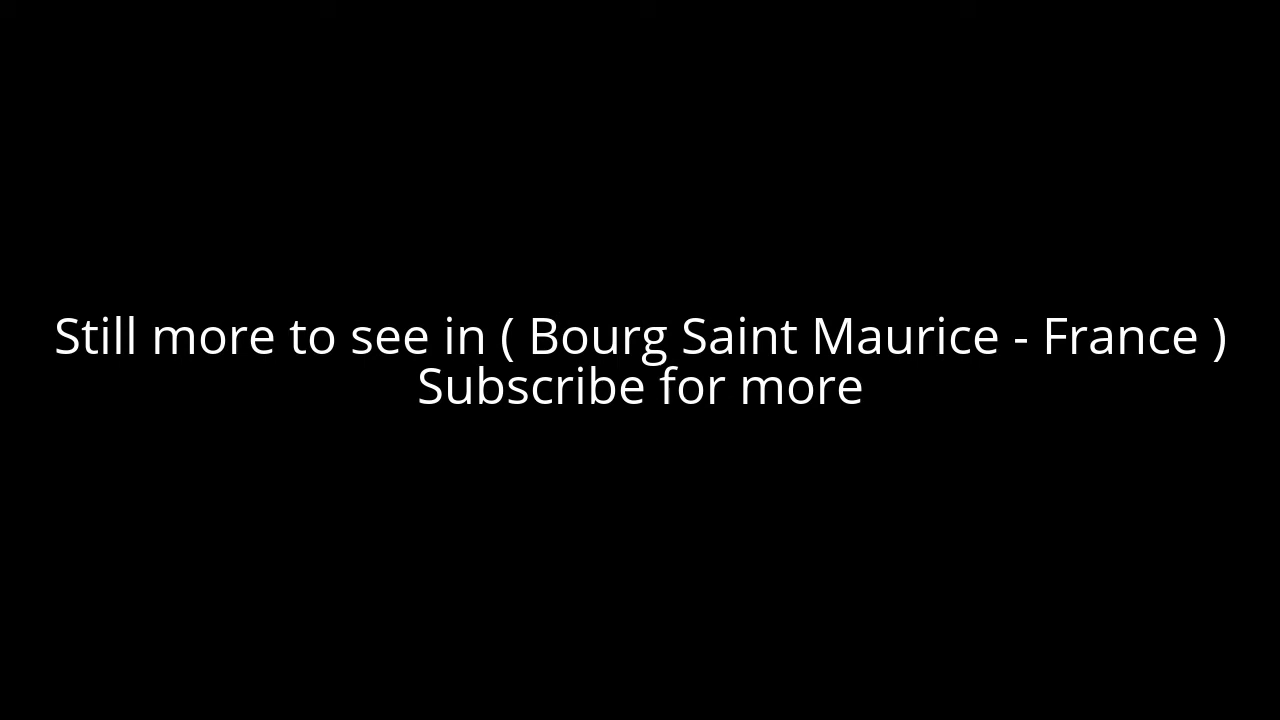 Still more to see in ( Bourg Saint Maurice - France )
Subscribe for more